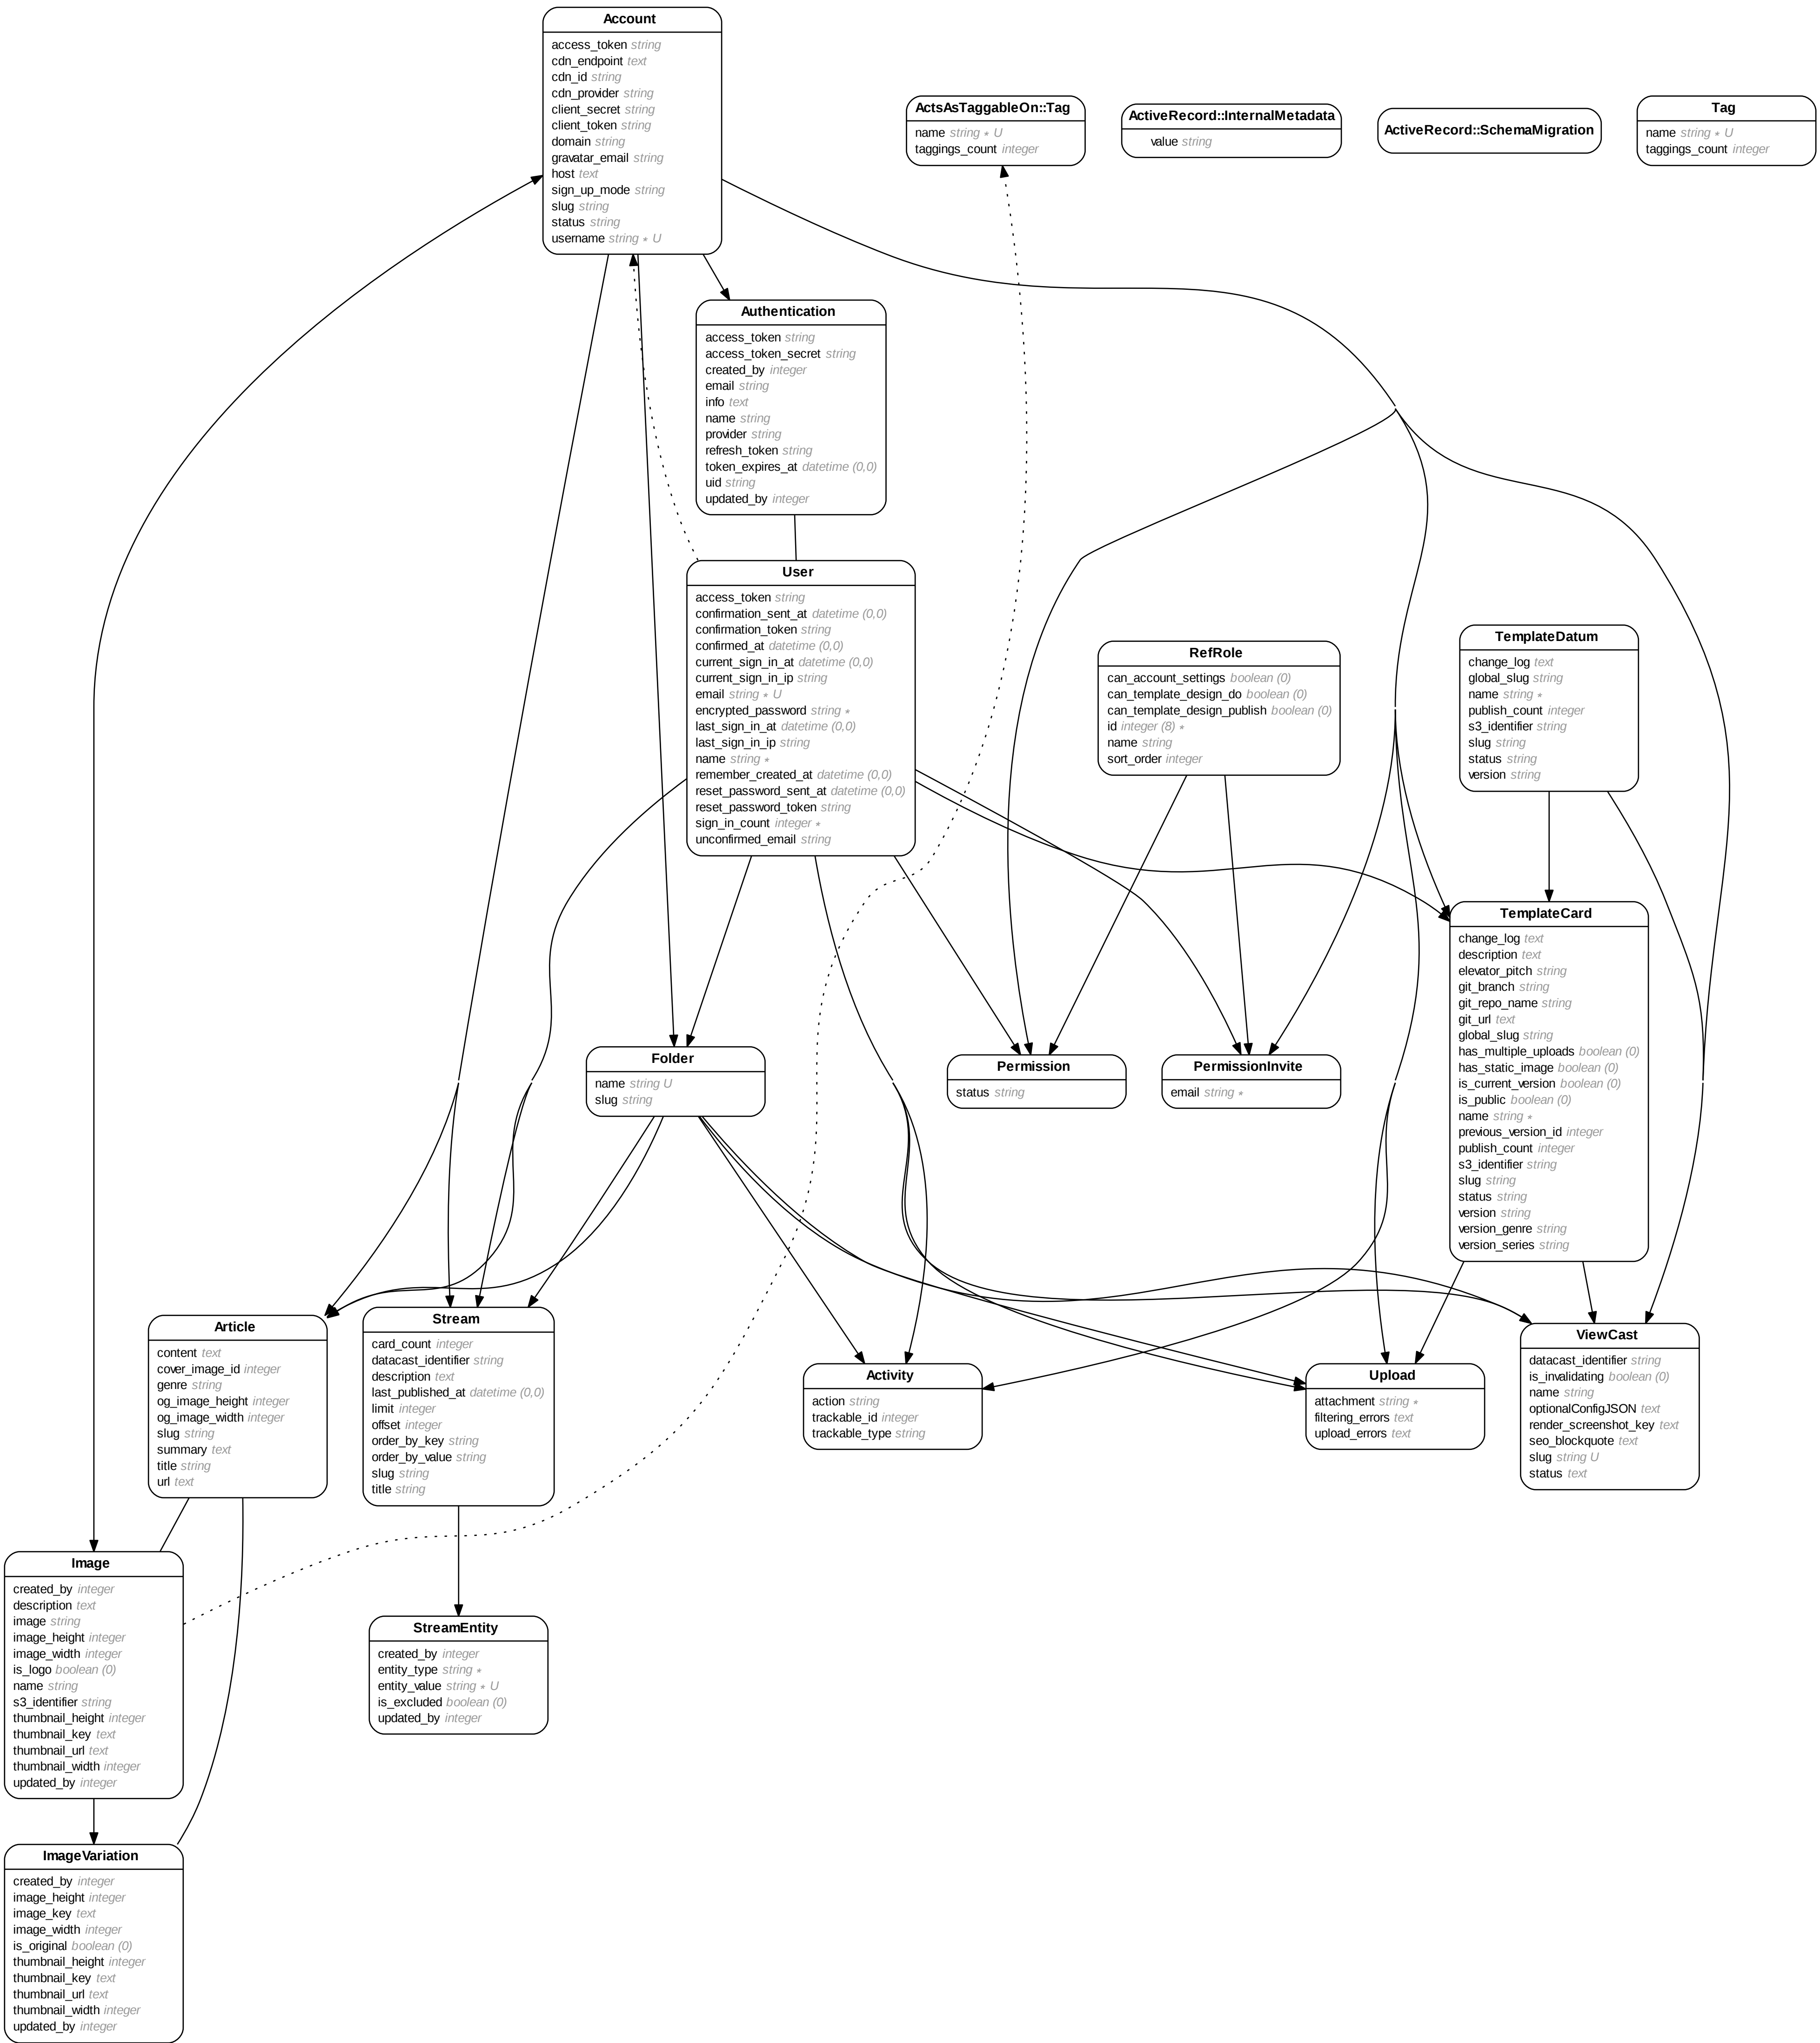 Account
access_token string
cdn_endpoint text
cdn_id string
cdn_provider string
client_secret string
client_token string
domain string
gravatar_email string
host text
sign_up_mode string
slug string
status string
username string ∗ U
ActsAsTaggableOn::Tag
name string ∗ U
taggings_count integer
ActiveRecord::InternalMetadata
value string
ActiveRecord::SchemaMigration
Tag
name string ∗ U
taggings_count integer
Authentication
access_token string
access_token_secret string
created_by integer
email string
info text
name string
provider string
refresh_token string
token_expires_at datetime (0,0)
uid string
updated_by integer
User
access_token string
confirmation_sent_at datetime (0,0)
confirmation_token string
confirmed_at datetime (0,0)
current_sign_in_at datetime (0,0)
current_sign_in_ip string
email string ∗ U
encrypted_password string ∗
last_sign_in_at datetime (0,0)
last_sign_in_ip string
name string ∗
remember_created_at datetime (0,0)
reset_password_sent_at datetime (0,0)
reset_password_token string
sign_in_count integer ∗
unconfirmed_email string
RefRole
can_account_settings boolean (0)
can_template_design_do boolean (0)
can_template_design_publish boolean (0)
id integer (8) ∗
name string
sort_order integer
TemplateDatum
change_log text
global_slug string
name string ∗
publish_count integer
s3_identifier string
slug string
status string
version string
TemplateCard
change_log text
description text
elevator_pitch string
git_branch string
git_repo_name string
git_url text
global_slug string
has_multiple_uploads boolean (0)
has_static_image boolean (0)
is_current_version boolean (0)
is_public boolean (0)
name string ∗
previous_version_id integer
publish_count integer
s3_identifier string
slug string
status string
version string
version_genre string
version_series string
Folder
name string U
slug string
Permission
status string
PermissionInvite
email string ∗
Article
content text
cover_image_id integer
genre string
og_image_height integer
og_image_width integer
slug string
summary text
title string
url text
Stream
card_count integer
datacast_identifier string
description text
last_published_at datetime (0,0)
limit integer
offset integer
order_by_key string
order_by_value string
slug string
title string
Activity
action string
trackable_id integer
trackable_type string
Upload
attachment string ∗
filtering_errors text
upload_errors text
ViewCast
datacast_identifier string
is_invalidating boolean (0)
name string
optionalConfigJSON text
render_screenshot_key text
seo_blockquote text
slug string U
status text
Image
created_by integer
description text
image string
image_height integer
image_width integer
is_logo boolean (0)
name string
s3_identifier string
thumbnail_height integer
thumbnail_key text
thumbnail_url text
thumbnail_width integer
updated_by integer
StreamEntity
created_by integer
entity_type string ∗
entity_value string ∗ U
is_excluded boolean (0)
updated_by integer
ImageVariation
created_by integer
image_height integer
image_key text
image_width integer
is_original boolean (0)
thumbnail_height integer
thumbnail_key text
thumbnail_url text
thumbnail_width integer
updated_by integer